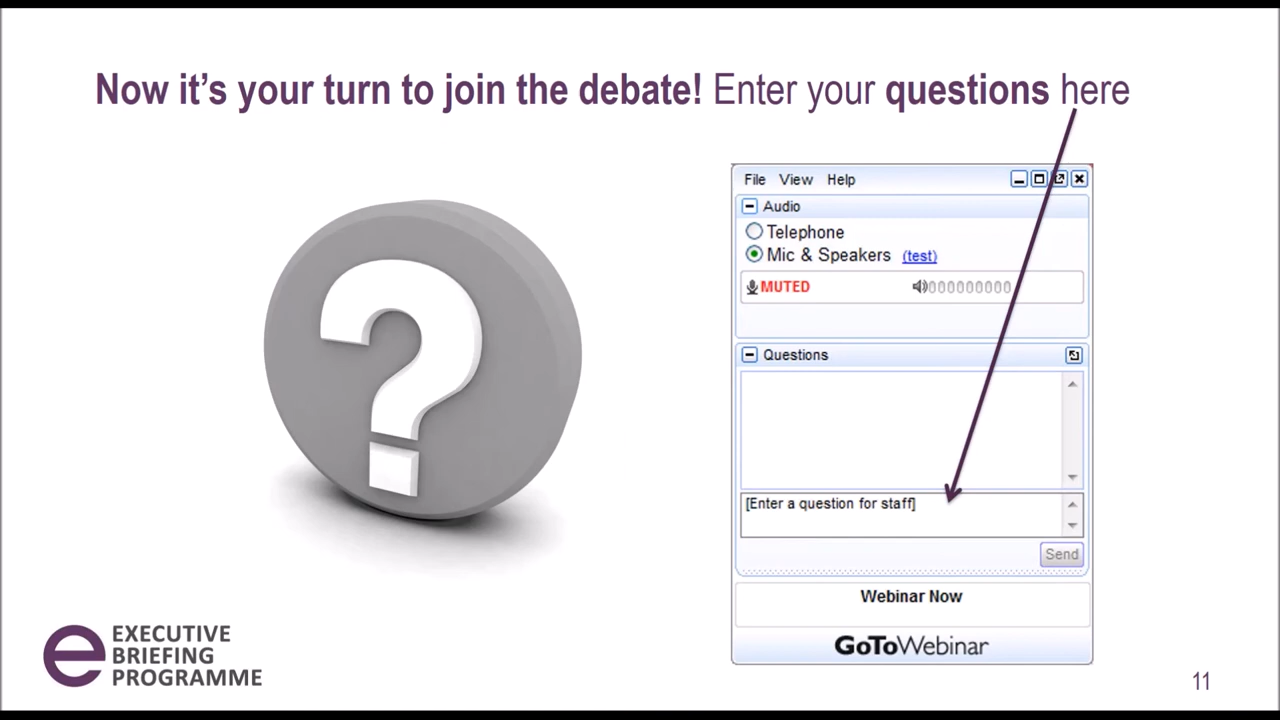 Now it's your turn to join the debate! Enter your questions here
File View Help
Audio
Telephone
Mic & Speakers (test)
MUTED
Questions
[Enter a question for staff]
Send
Webinar Now
GoToWebinar
e EXECUTIVE
BRIEFING
PROGRAMME
11